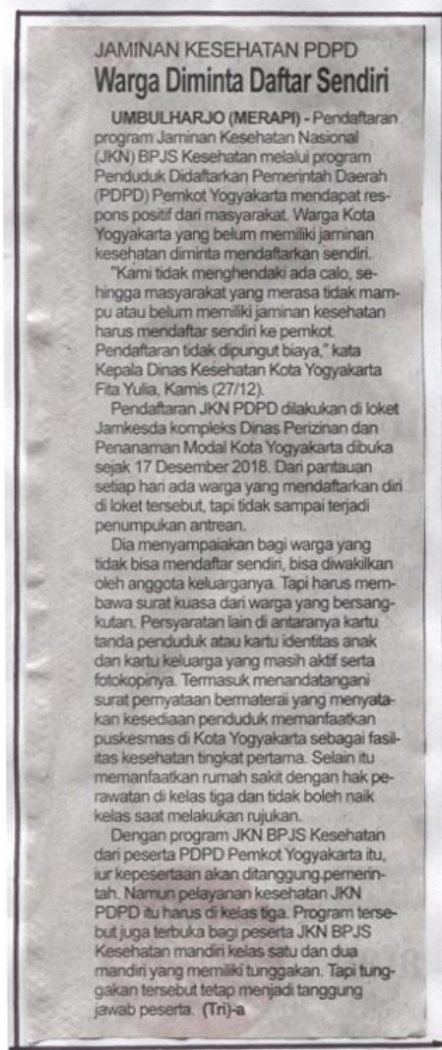 JAMINAN KESEHATAN PDPD
Warga Diminta Daftar Sendiri
UMBULHARJO (MERAPI) - Pendaftaran
program Jaminan Kesehatan Nasional
(JKN) BPJS Kesehatan melalui program
Penduduk Didaftarkan Pemerintah Daerah
(PDPD) Pemkot Yogyakarta mendapat res-
pons positif dari masyarakat. Warga Kota
Yogyakarta yang belum memiliki jaminan
kesehatan diminta mendaftarkan sendiri.
"Kami tidak menghendaki ada calo, se-
hingga masyarakat yang merasa tidak mam-
pu atau belum memiliki jaminan kesehatan
harus mendaftar sendiri ke pemkot.
Pendaftaran tidak dipungut biaya," kata
Kepala Dinas Kesehatan Kota Yogyakarta
Fita Yulia, Kamis (27/12).
Pendaftaran JKN PDPD dilakukan di loket
Jamkesda kompleks Dinas Perizinan dan
Penanaman Modal Kota Yogyakarta dibuka
sejak 17 Desember 2018. Dari pantauan
setiap hari ada warga yang mendaftarkan diri
di loket tersebut, tapi tidak sampai terjadi
penumpukan antrean.
Dia menyampaiakan bagi warga yang
tidak bisa mendaftar sendiri, bisa diwakilkan
oleh anggota keluarganya. Tapi harus mem-
bawa surat kuasa dari warga yang bersang-
kutan. Persyaratan lain di antaranya kartu
tanda penduduk atau kartu identitas anak
dan kartu keluarga yang masih aktif serta
fotokopinya. Termasuk menandatangani
surat pernyataan bermaterai yang menyata-
kan kesediaan penduduk memanfaatkan
puskesmas di Kota Yogyakarta sebagai fasil-
itas kesehatan tingkat pertama. Selain itu
memanfaatkan rumah sakit dengan hak pe-
rawatan di kelas tiga dan tidak boleh naik
kelas saat melakukan rujukan.
Dengan program JKN BPJS Kesehatan
dari peserta PDPD Pemkot Yogyakarta itu,
iur kepesertaan akan ditanggung.pemerin-
tah. Namun pelayanan kesehatan JKN
PDPD itu harus di kelas tiga. Program terse-
but juga terbuka bagi peserta JKN BPJS
Kesehatan mandiri kelas satu dan dua
mandiri yang memiliki tunggakan. Tapi tung-
gakan tersebut tetap menjadi tanggung
jawab peserta. (Tri)-a